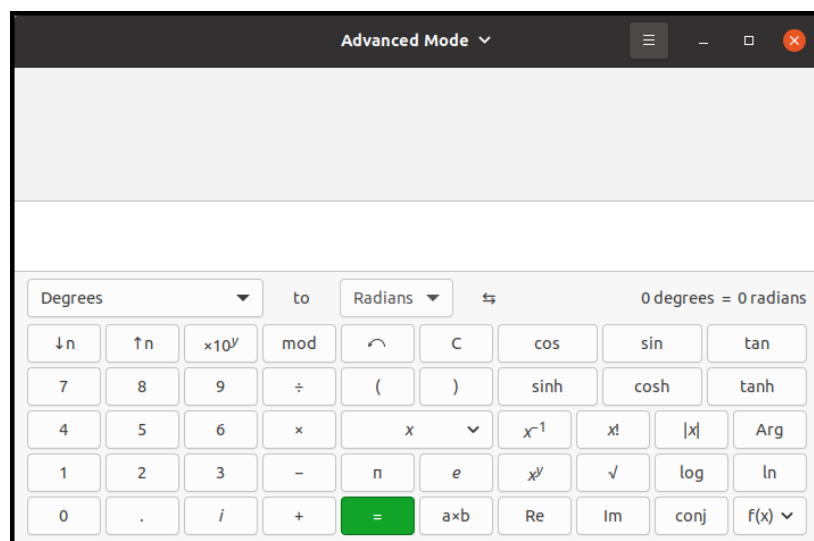 Advanced Mode
Degrees to Radians 0 degrees = 0 radians
↓n ↑n ×10ʸ mod C cos sin tan
7 8 9 ÷ ( ) sinh cosh tanh
4 5 6 × x x⁻¹ x! |x| Arg
1 2 3 − π e xʸ √ log ln
0 . i + = a×b Re Im conj f(x)